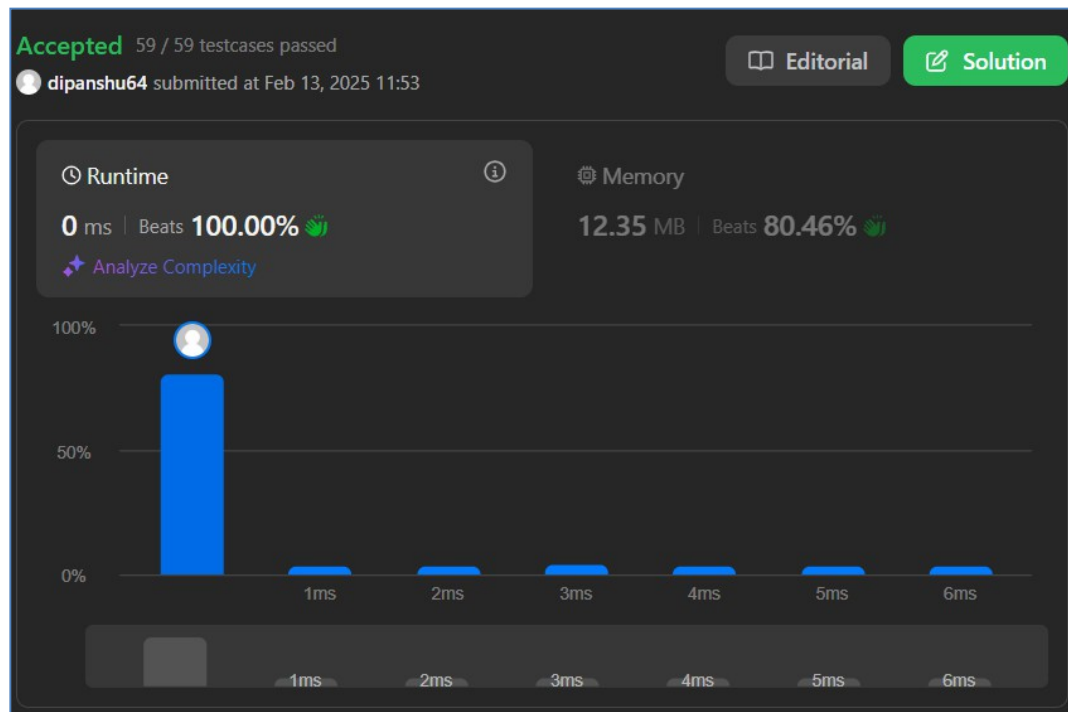 Accepted 59 / 59 testcases passed
dipanshu64 submitted at Feb 13, 2025 11:53
Editorial
Solution
Runtime
0 ms | Beats 100.00%
Analyze Complexity
Memory
12.35 MB | Beats 80.46%
100%
50%
0%
1ms 2ms 3ms 4ms 5ms 6ms
1ms 2ms 3ms 4ms 5ms 6ms